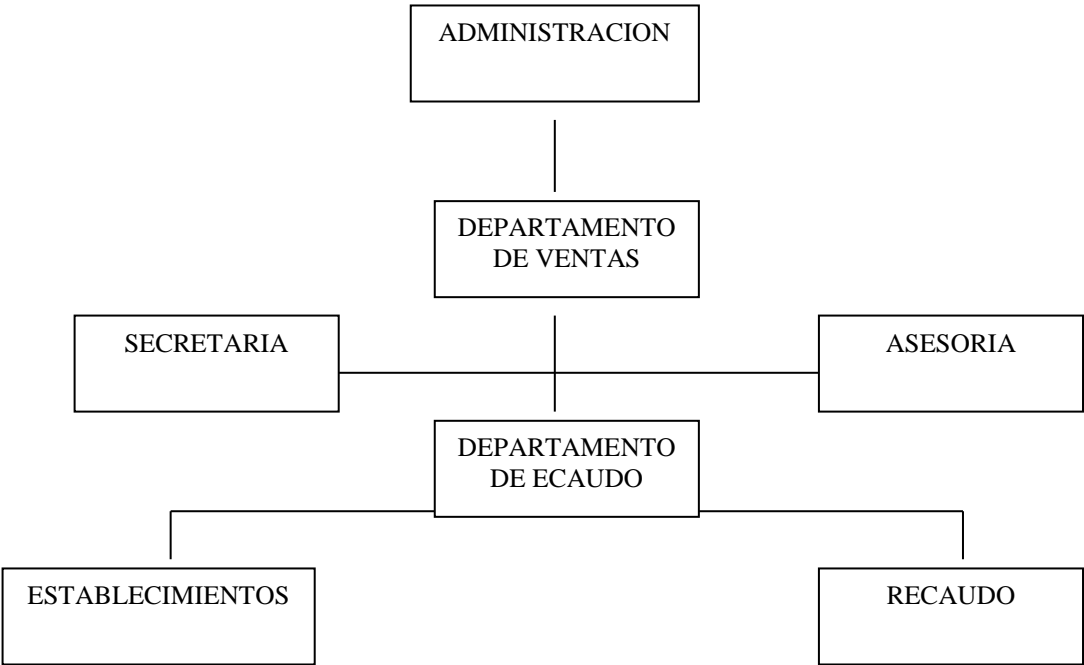 ADMINISTRACION
DEPARTAMENTO
DE VENTAS
SECRETARIA
ASESORIA
DEPARTAMENTO
DE ECAUDO
ESTABLECIMIENTOS
RECAUDO